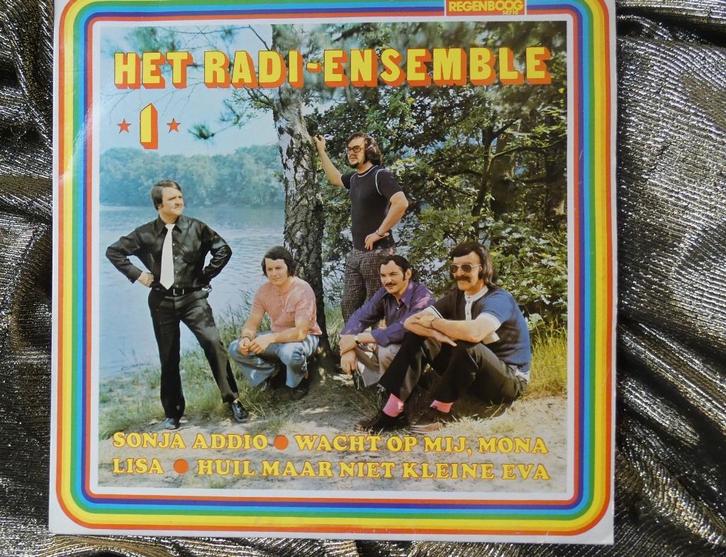 REGENBOOG
HET RADI-ENSEMBLE
1
SONJA ADDIO • WACHT OP MIJ, MONA
LISA • HUIL MAAR NIET KLEINE EVA